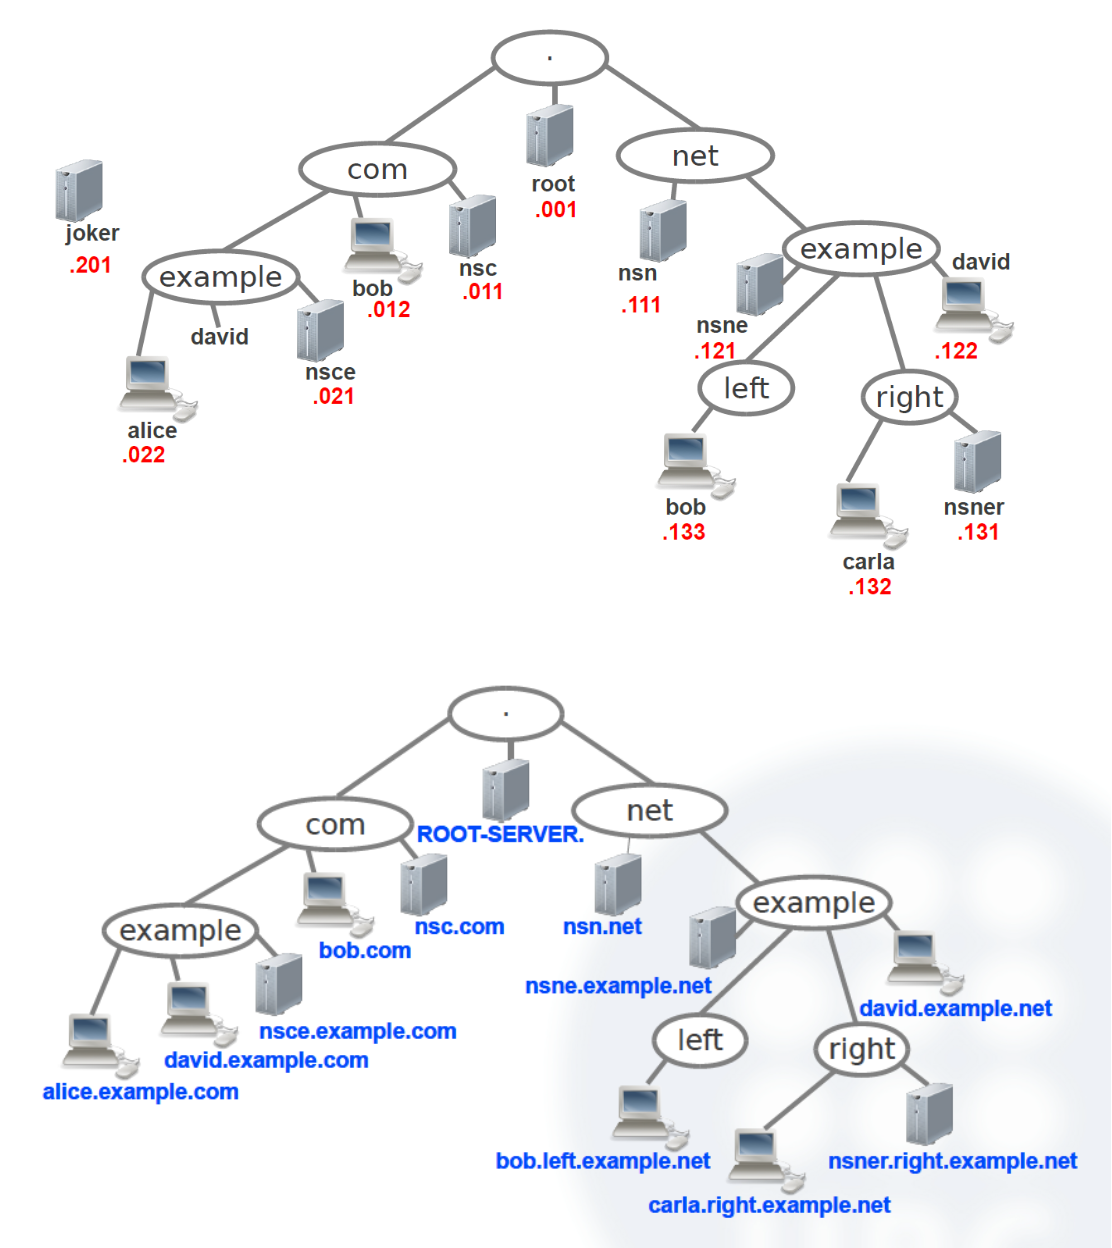 .
com
root
.001
net
joker
.201
example
bob
.012
nsc
.011
nsn
.111
example
david
.122
david
nsce
.021
nsne
.121
left
right
alice
.022
bob
.133
carla
.132
nsner
.131
.
com
ROOT-SERVER.
net
example
bob.com
nsc.com
nsn.net
example
nsne.example.net
david.example.net
nsce.example.com
david.example.com
alice.example.com
left
right
bob.left.example.net
nsner.right.example.net
carla.right.example.net